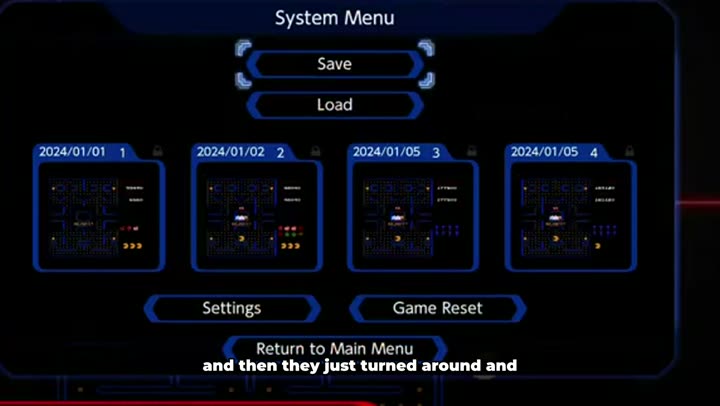 System Menu
Save
Load
2024/01/01 1
2024/01/02 2
2024/01/05 3
2024/01/05 4
Settings
Game Reset
Return to Main Menu
and then they just turned around and